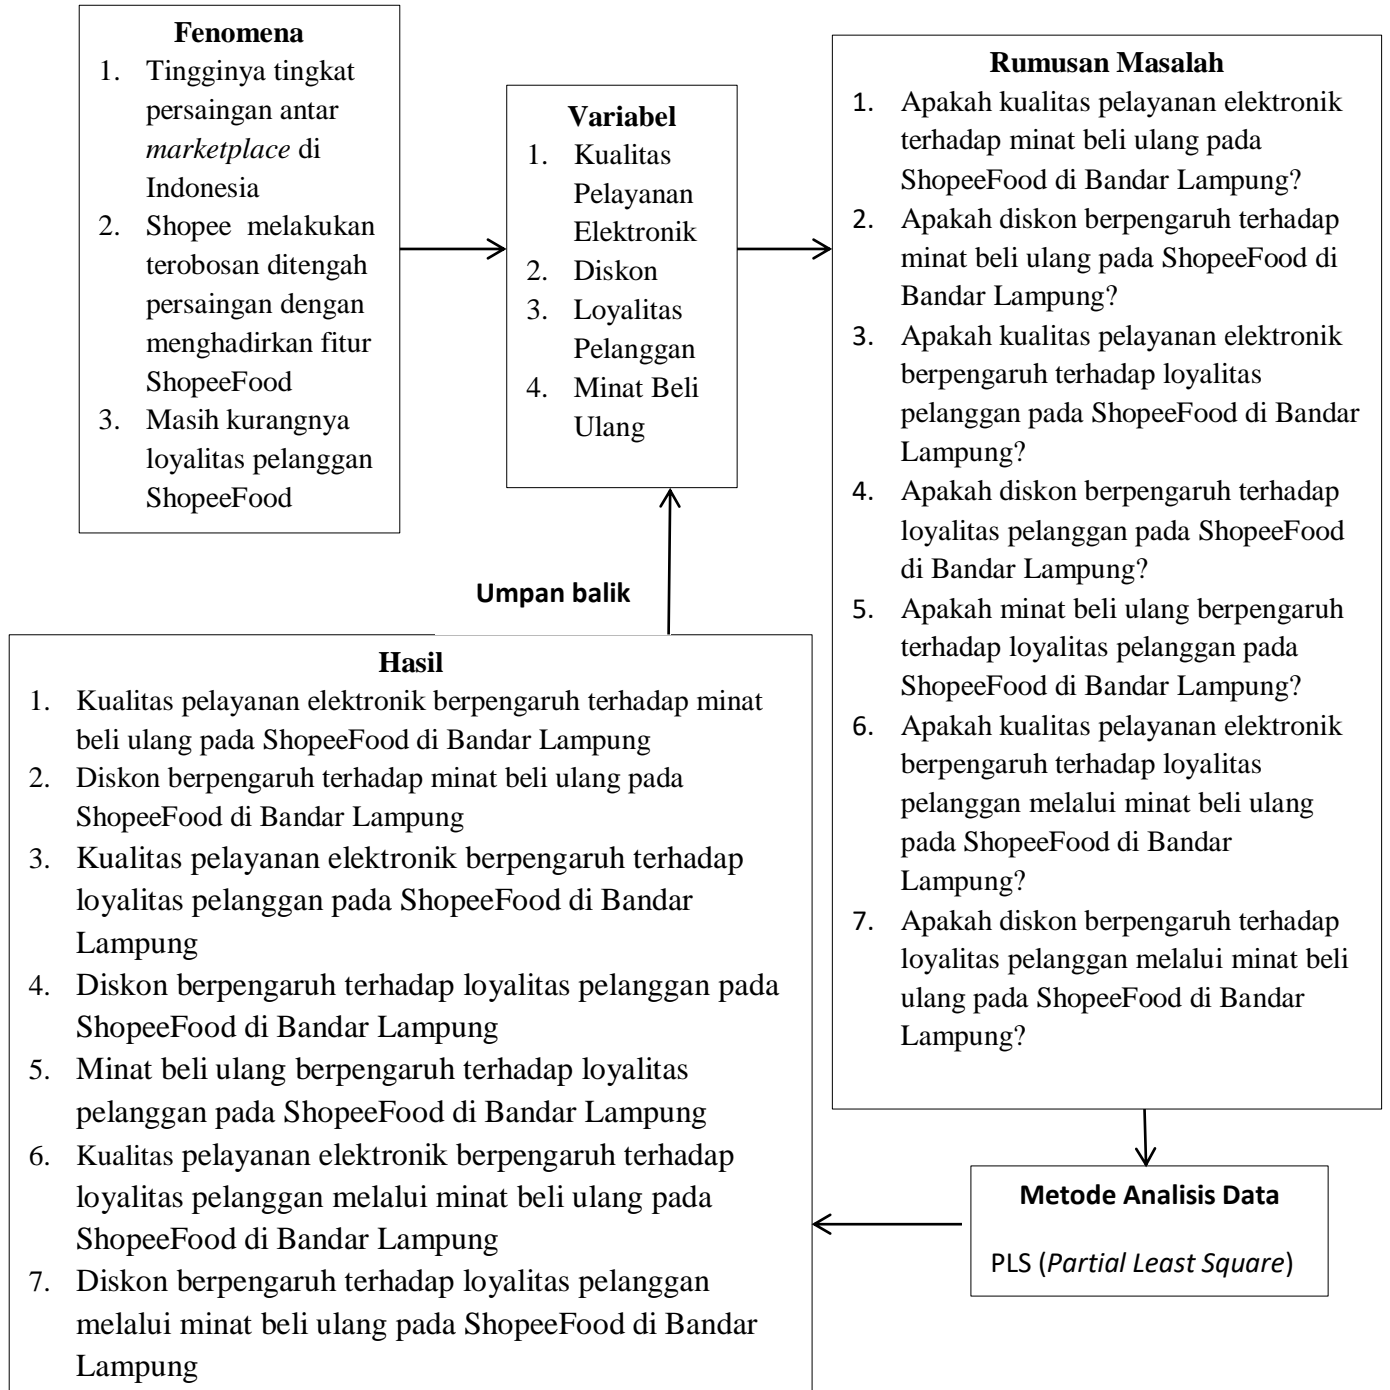 Fenomena
1. Tingginya tingkat
persaingan antar
marketplace di
Indonesia
2. Shopee melakukan
terobosan ditengah
persaingan dengan
menghadirkan fitur
ShopeeFood
3. Masih kurangnya
loyalitas pelanggan
ShopeeFood
Variabel
1. Kualitas
Pelayanan
Elektronik
2. Diskon
3. Loyalitas
Pelanggan
4. Minat Beli
Ulang
Rumusan Masalah
1. Apakah kualitas pelayanan elektronik
terhadap minat beli ulang pada
ShopeeFood di Bandar Lampung?
2. Apakah diskon berpengaruh terhadap
minat beli ulang pada ShopeeFood di
Bandar Lampung?
3. Apakah kualitas pelayanan elektronik
berpengaruh terhadap loyalitas
pelanggan pada ShopeeFood di Bandar
Lampung?
4. Apakah diskon berpengaruh terhadap
loyalitas pelanggan pada ShopeeFood
di Bandar Lampung?
5. Apakah minat beli ulang berpengaruh
terhadap loyalitas pelanggan pada
ShopeeFood di Bandar Lampung?
6. Apakah kualitas pelayanan elektronik
berpengaruh terhadap loyalitas
pelanggan melalui minat beli ulang
pada ShopeeFood di Bandar
Lampung?
7. Apakah diskon berpengaruh terhadap
loyalitas pelanggan melalui minat beli
ulang pada ShopeeFood di Bandar
Lampung?
Metode Analisis Data
PLS (Partial Least Square)
Umpan balik
Hasil
1. Kualitas pelayanan elektronik berpengaruh terhadap minat
beli ulang pada ShopeeFood di Bandar Lampung
2. Diskon berpengaruh terhadap minat beli ulang pada
ShopeeFood di Bandar Lampung
3. Kualitas pelayanan elektronik berpengaruh terhadap
loyalitas pelanggan pada ShopeeFood di Bandar
Lampung
4. Diskon berpengaruh terhadap loyalitas pelanggan pada
ShopeeFood di Bandar Lampung
5. Minat beli ulang berpengaruh terhadap loyalitas
pelanggan pada ShopeeFood di Bandar Lampung
6. Kualitas pelayanan elektronik berpengaruh terhadap
loyalitas pelanggan melalui minat beli ulang pada
ShopeeFood di Bandar Lampung
7. Diskon berpengaruh terhadap loyalitas pelanggan
melalui minat beli ulang pada ShopeeFood di Bandar
Lampung